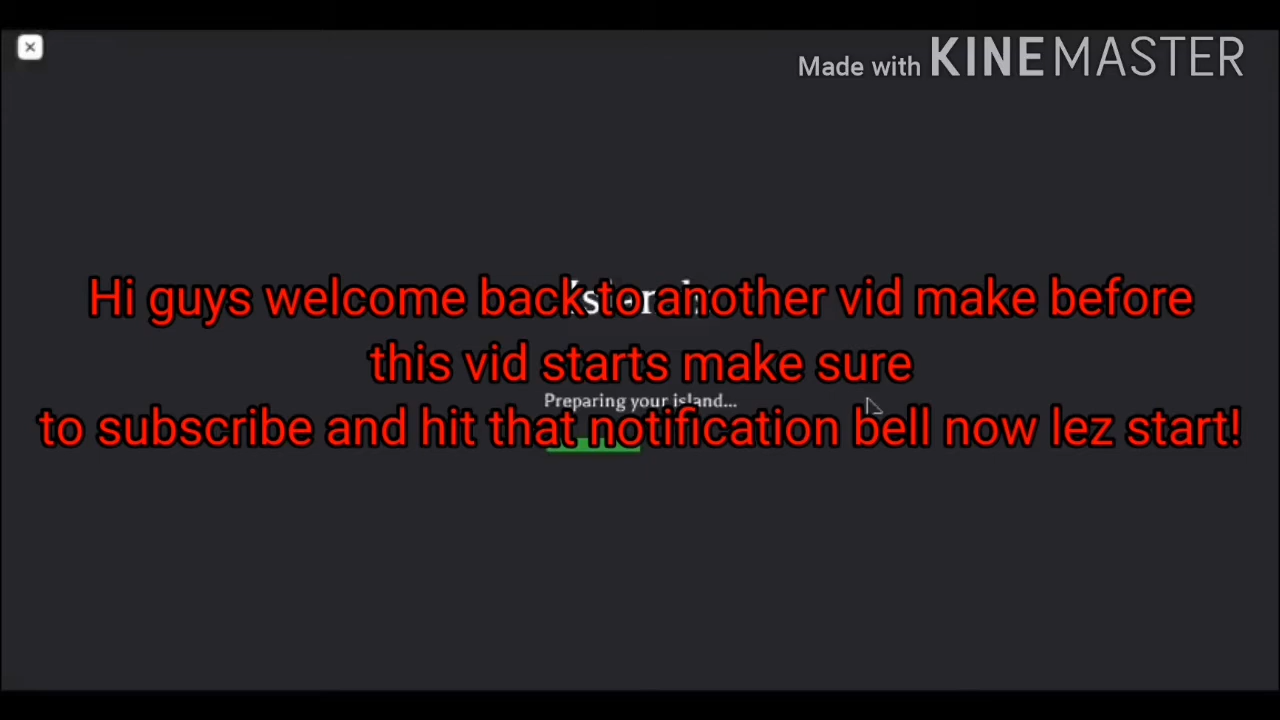 Made with KINEMASTER
Hi guys welcome back to another vid make before
this vid starts make sure
Preparing your island...
to subscribe and hit that notification bell now lez start!